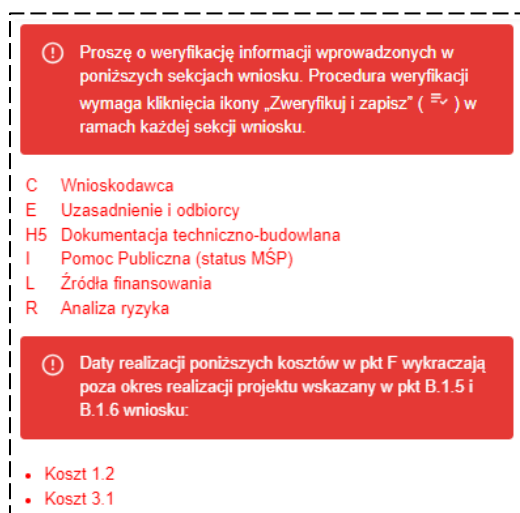 Proszę o weryfikację informacji wprowadzonych w
poniższych sekcjach wniosku. Procedura weryfikacji
wymaga kliknięcia ikony „Zweryfikuj i zapisz” ( ) w
ramach każdej sekcji wniosku.
C Wnioskodawca
E Uzasadnienie i odbiorcy
H5 Dokumentacja techniczno-budowlana
I Pomoc Publiczna (status MŚP)
L Źródła finansowania
R Analiza ryzyka
Daty realizacji poniższych kosztów w pkt F wykraczają
poza okres realizacji projektu wskazany w pkt B.1.5 i
B.1.6 wniosku:
• Koszt 1.2
• Koszt 3.1